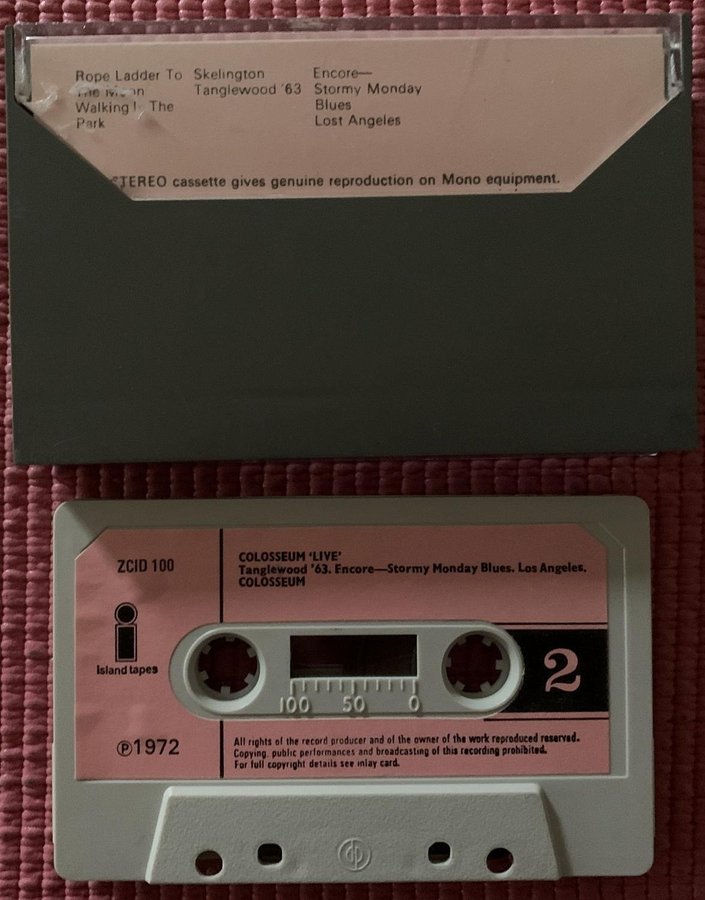 Rope Ladder To
The Moon
Walking In The
Park
Skelington
Tanglewood '63
Encore—
Stormy Monday
Blues
Lost Angeles
STEREO cassette gives genuine reproduction on Mono equipment.
ZCID 100
COLOSSEUM 'LIVE'
Tanglewood '63. Encore—Stormy Monday Blues. Los Angeles.
COLOSSEUM
i
Island tapes
2
100 50 0
℗1972
All rights of the record producer and of the owner of the work reproduced reserved.
Copying, public performances and broadcasting of this recording prohibited.
For full copyright details see inlay card.